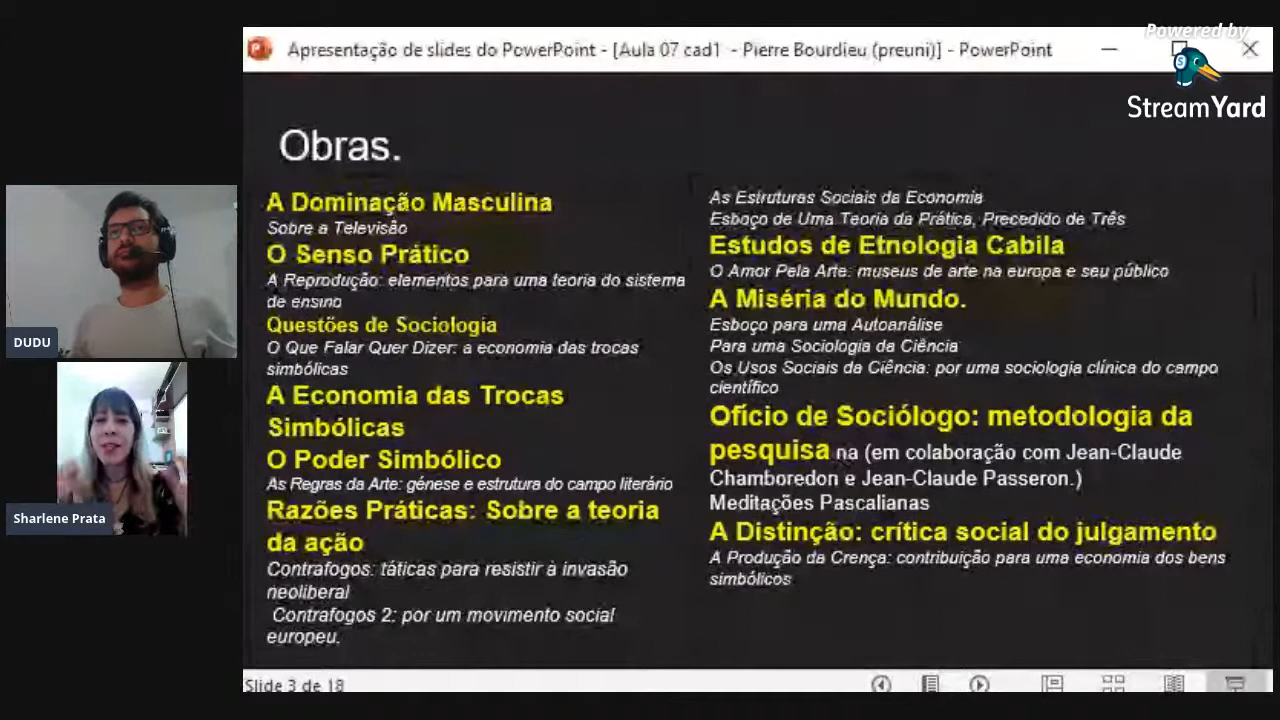 Apresentação de slides do PowerPoint - [Aula 07 cad1 - Pierre Bourdieu (preuni)] - PowerPoint
Powered by
StreamYard
Obras.
A Dominação Masculina
Sobre a Televisão
O Senso Prático
A Reprodução: elementos para uma teoria do sistema
de ensino
Questões de Sociologia
O Que Falar Quer Dizer: a economia das trocas
simbólicas
A Economia das Trocas
Simbólicas
O Poder Simbólico
As Regras da Arte: génese e estrutura do campo literário
Razões Práticas: Sobre a teoria
da ação
Contrafogos: táticas para resistir à invasão
neoliberal
Contrafogos 2: por um movimento social
europeu.
As Estruturas Sociais da Economia
Esboço de Uma Teoria da Prática, Precedido de Três
Estudos de Etnologia Cabila
O Amor Pela Arte: museus de arte na europa e seu público
A Miséria do Mundo.
Esboço para uma Autoanálise
Para uma Sociologia da Ciência
Os Usos Sociais da Ciência: por uma sociologia clínica do campo
científico
Ofício de Sociólogo: metodologia da
pesquisa na (em colaboração com Jean-Claude
Chamboredon e Jean-Claude Passeron.)
Meditações Pascalianas
A Distinção: crítica social do julgamento
A Produção da Crença: contribuição para uma economia dos bens
simbólicos
DUDU
Sharlene Prata
Slide 3 de 18